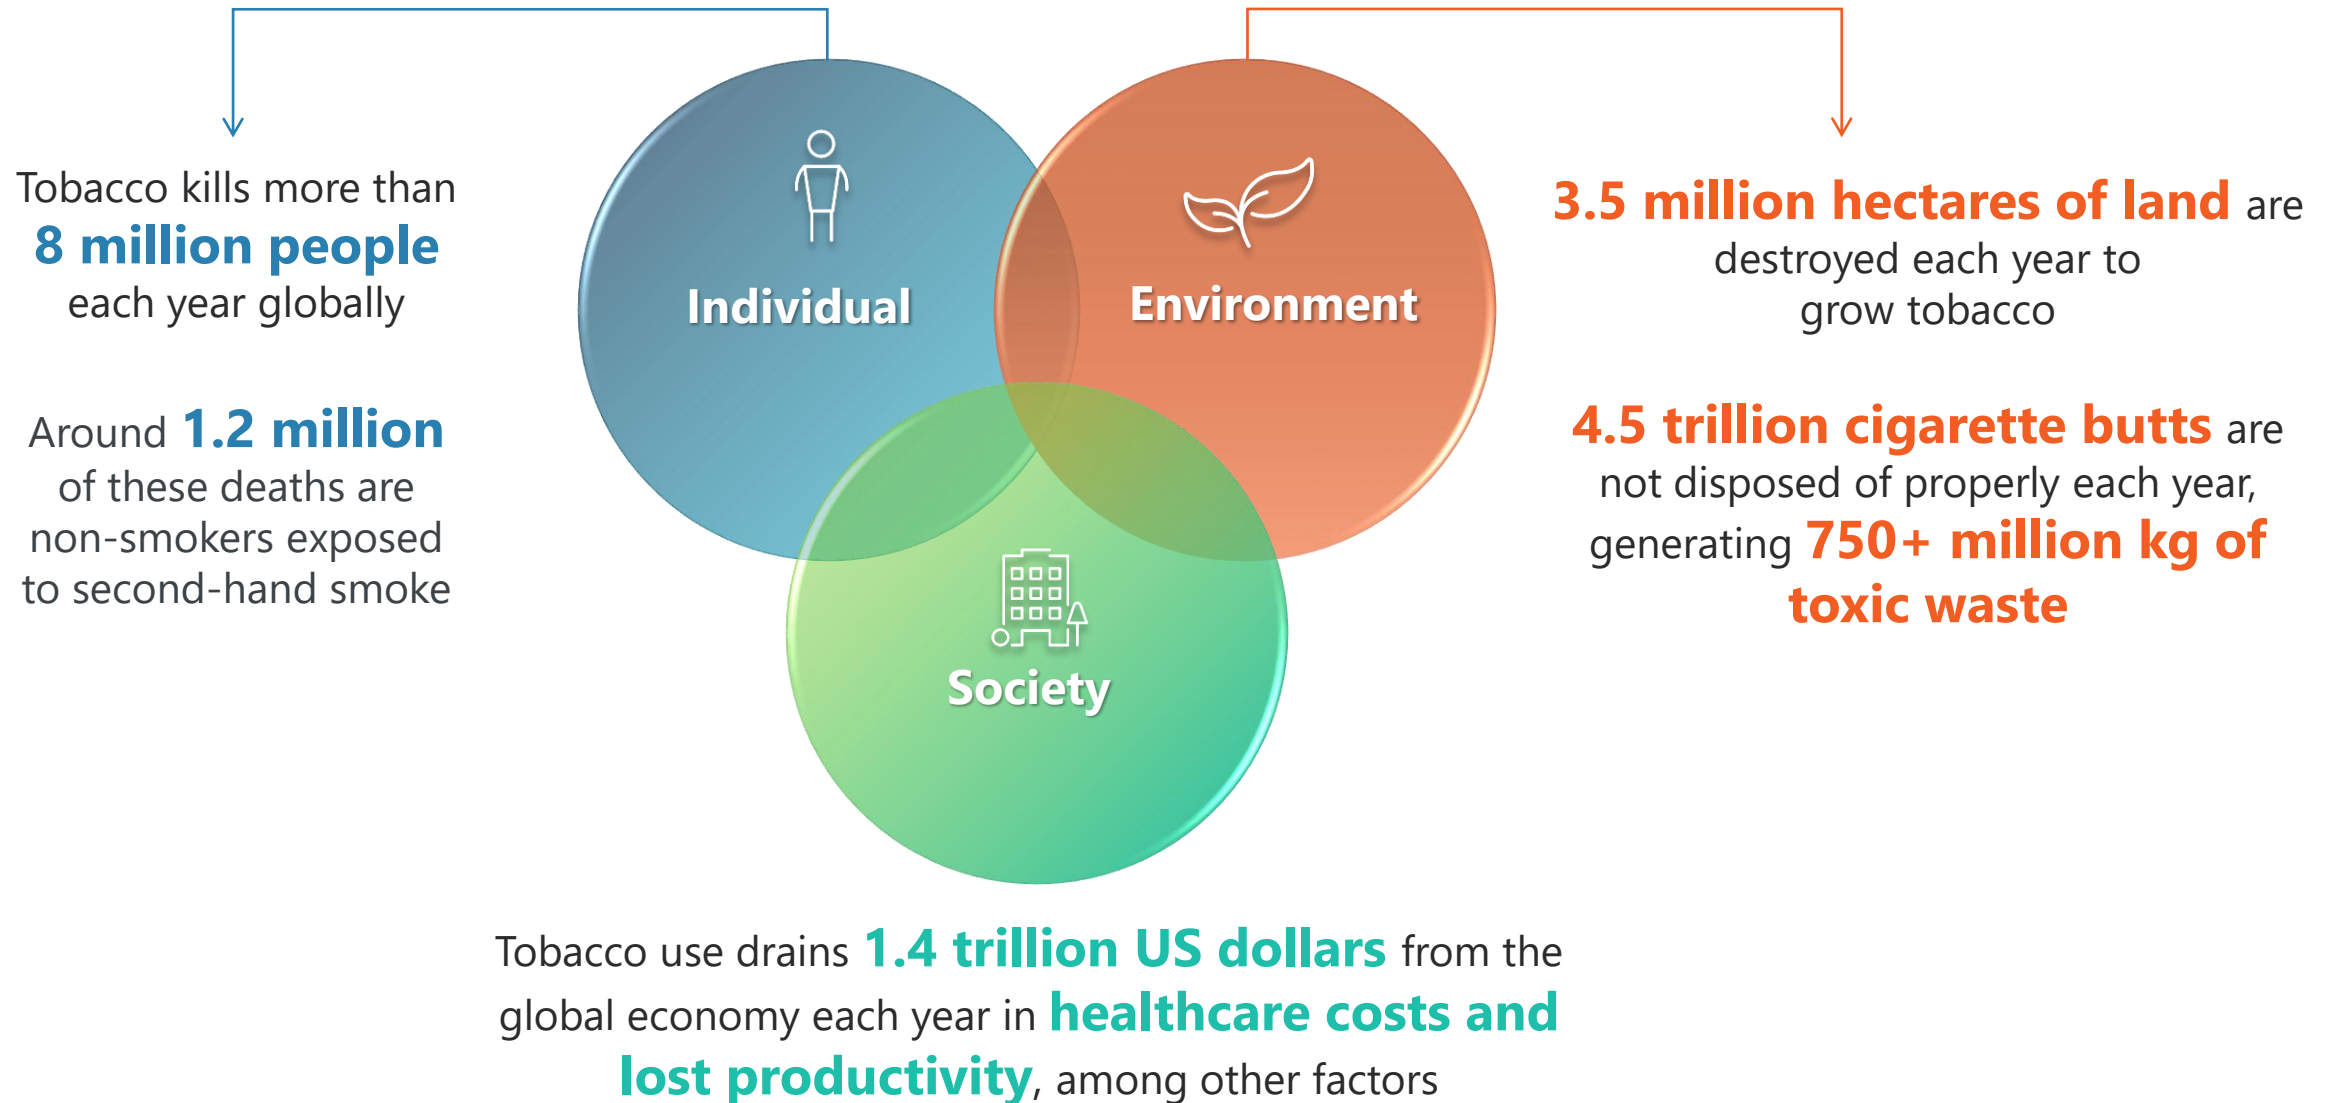 Tobacco kills more than
8 million people
each year globally
Around 1.2 million
of these deaths are
non-smokers exposed
to second-hand smoke
Individual
Environment
Society
3.5 million hectares of land are
destroyed each year to
grow tobacco
4.5 trillion cigarette butts are
not disposed of properly each year,
generating 750+ million kg of
toxic waste
Tobacco use drains 1.4 trillion US dollars from the
global economy each year in healthcare costs and
lost productivity, among other factors